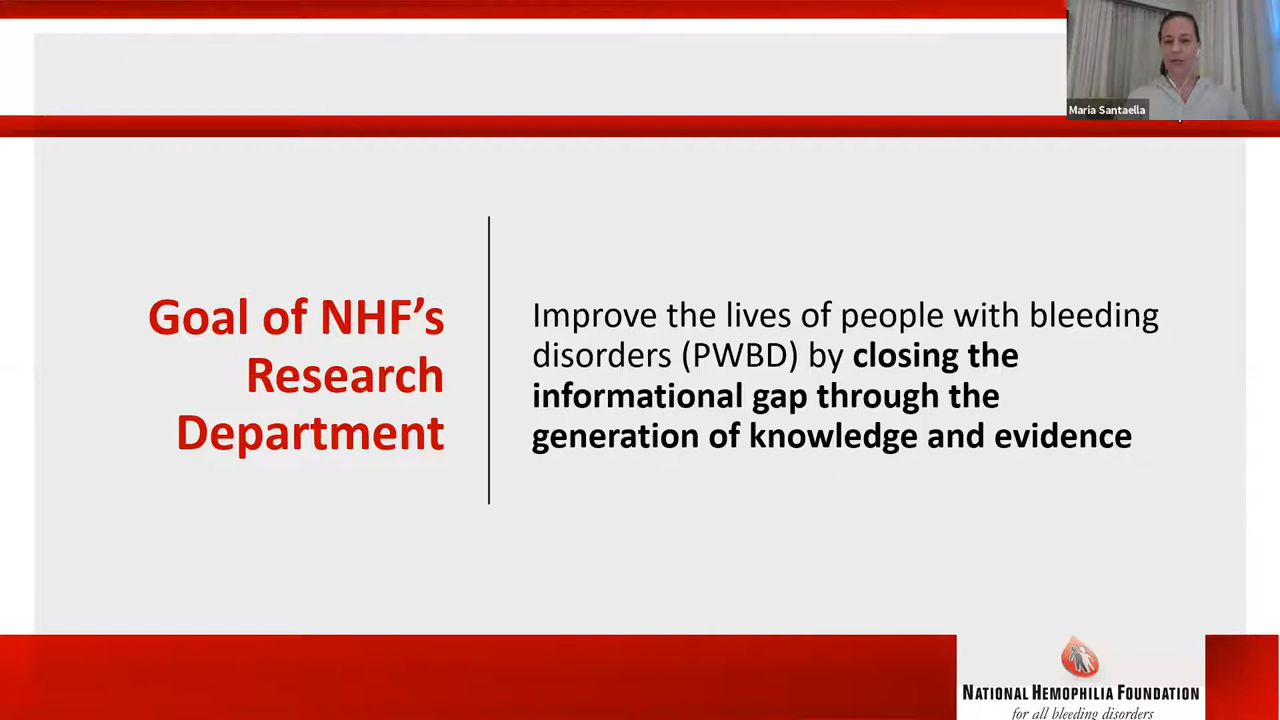 Maria Santaella
Goal of NHF's
Research
Department
Improve the lives of people with bleeding
disorders (PWBD) by closing the
informational gap through the
generation of knowledge and evidence
NATIONAL HEMOPHILIA FOUNDATION
for all bleeding disorders